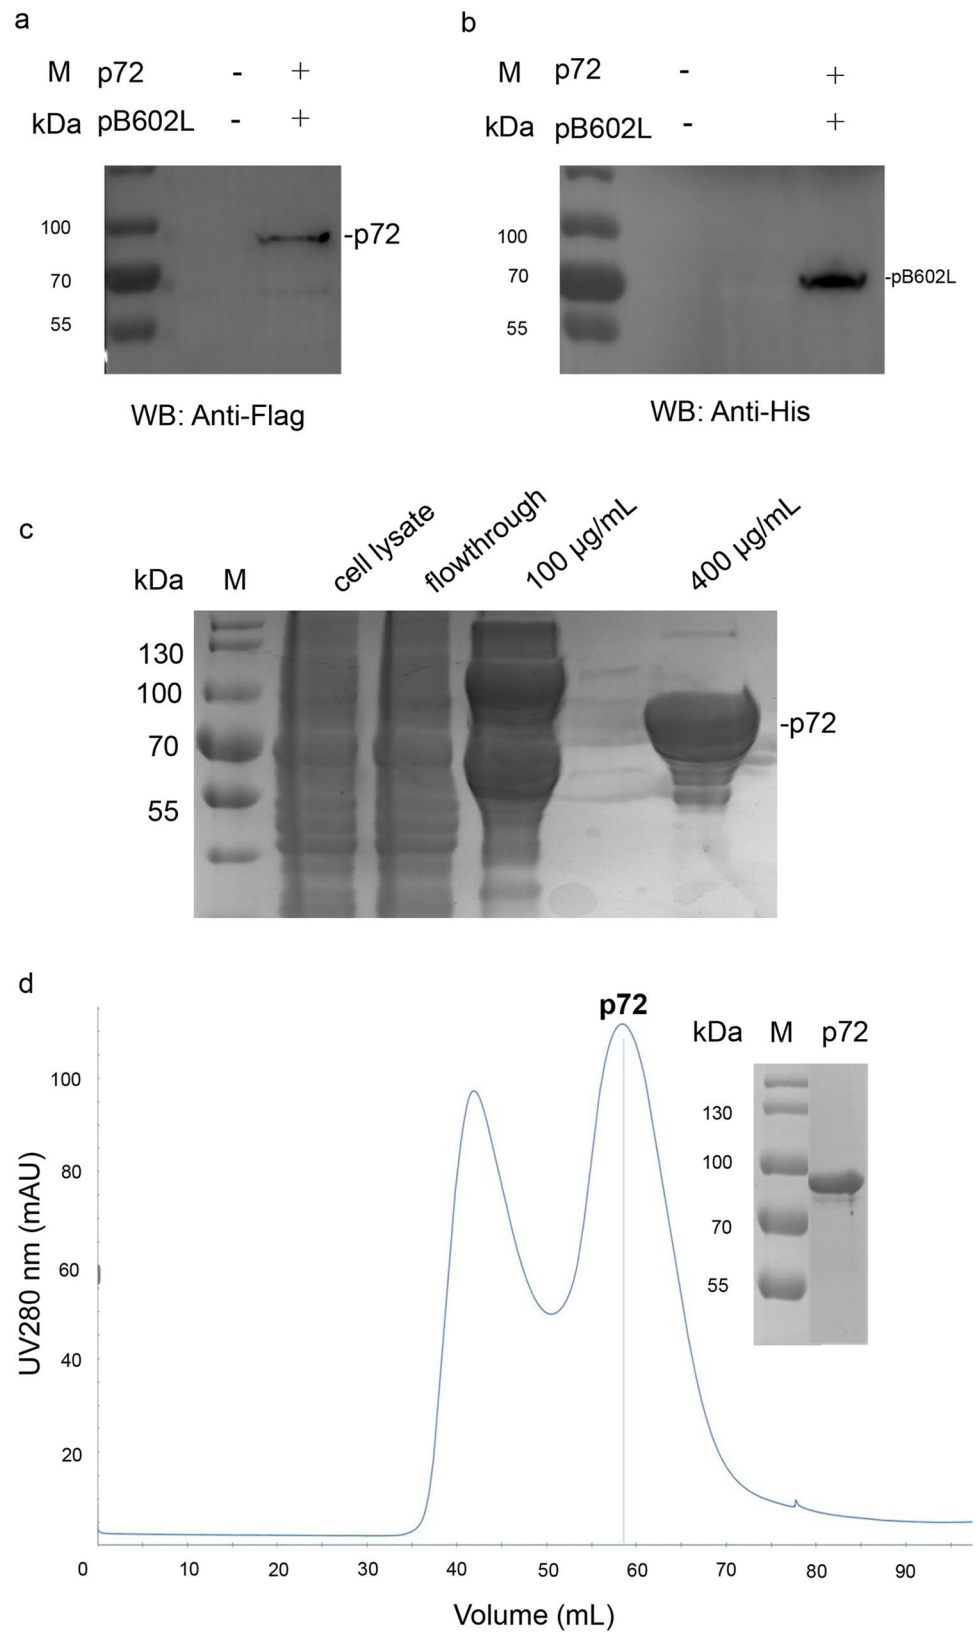 a
M p72 - +
kDa pB602L - +
100
-p72
70
55
WB: Anti-Flag
b
M p72 - +
kDa pB602L - +
100
70
-pB602L
55
WB: Anti-His
c
kDa M cell lysate flowthrough 100 μg/mL 400 μg/mL
130
100
-p72
70
55
d
p72
kDa M p72
130
100
70
55
UV280 nm (mAU)
100
80
60
40
20
0 10 20 30 40 50 60 70 80 90
Volume (mL)